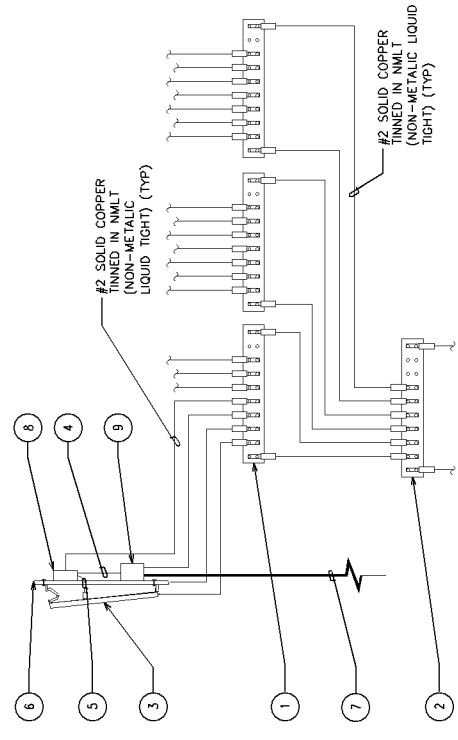 #2 SOLID COPPER
TINNED IN NMLT
(NON-METALIC
LIQUID TIGHT) (TYP)
#2 SOLID COPPER
TINNED IN NMLT
(NON-METALIC LIQUID
TIGHT) (TYP)
6
8
5
4
3
9
1
7
2